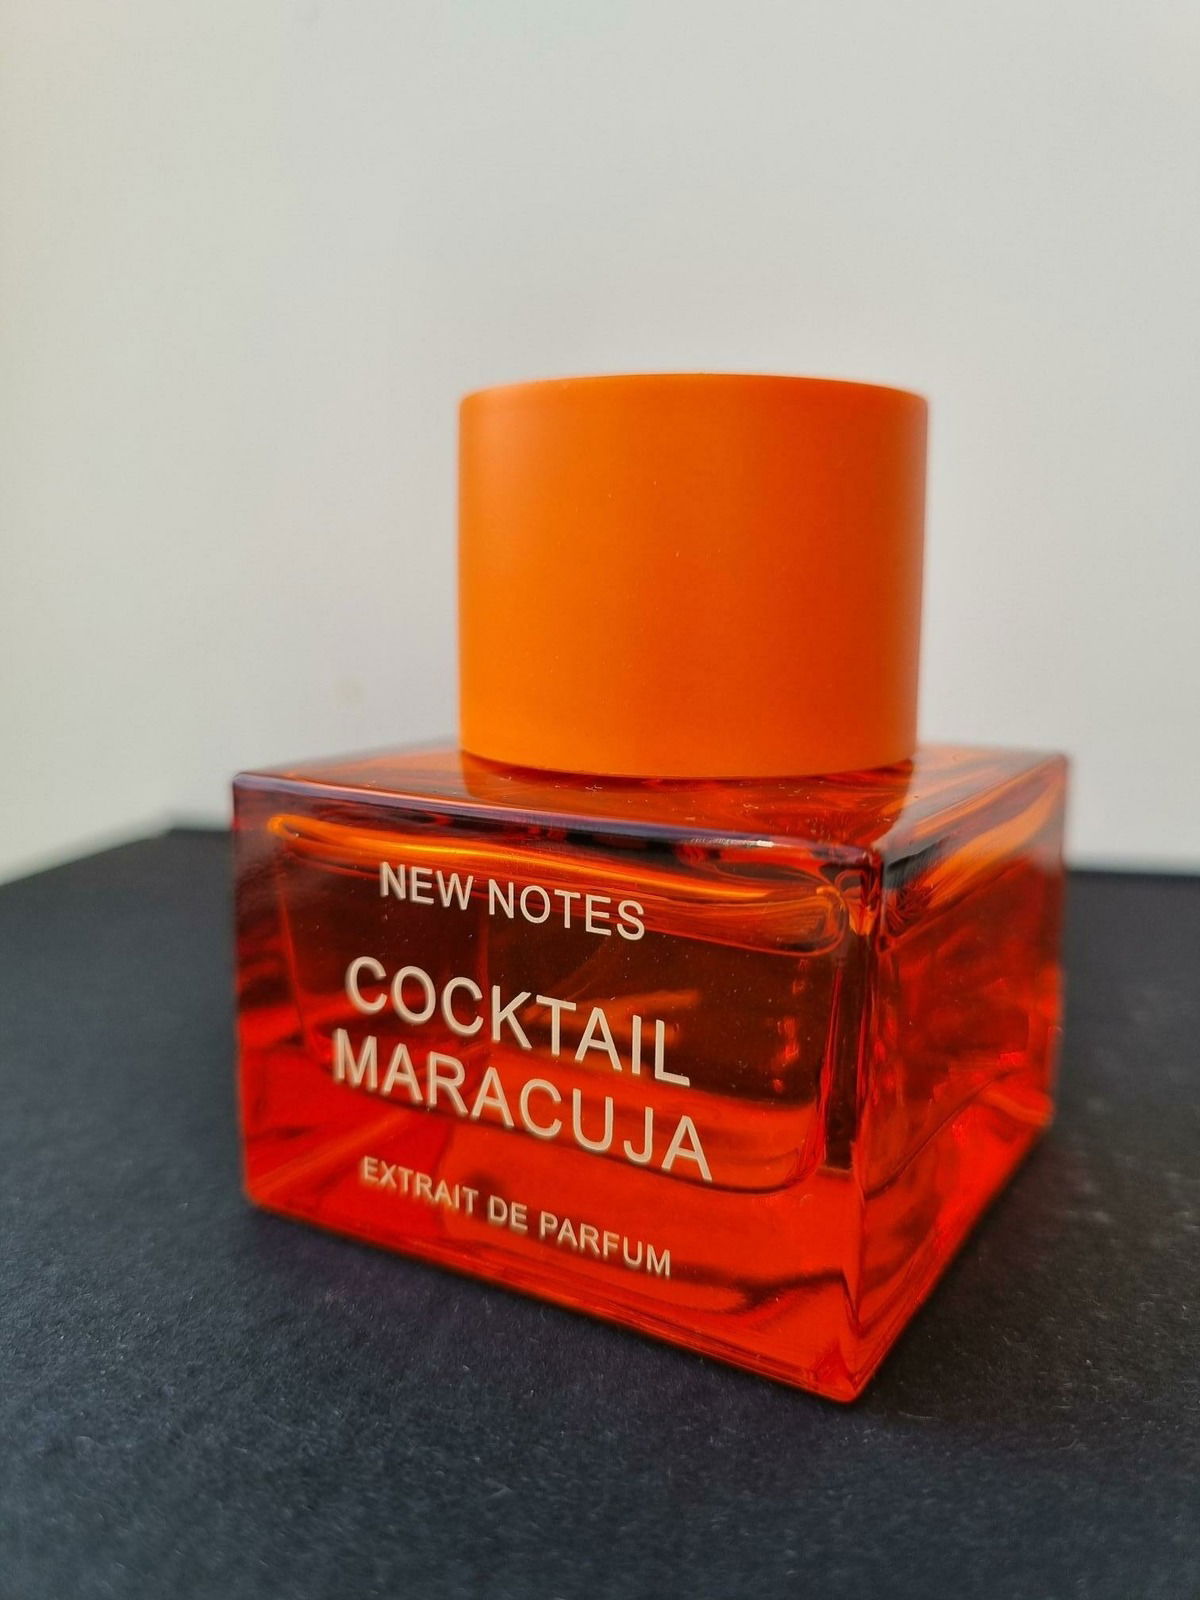 NEW NOTES
COCKTAIL
MARACUJA
EXTRAIT DE PARFUM